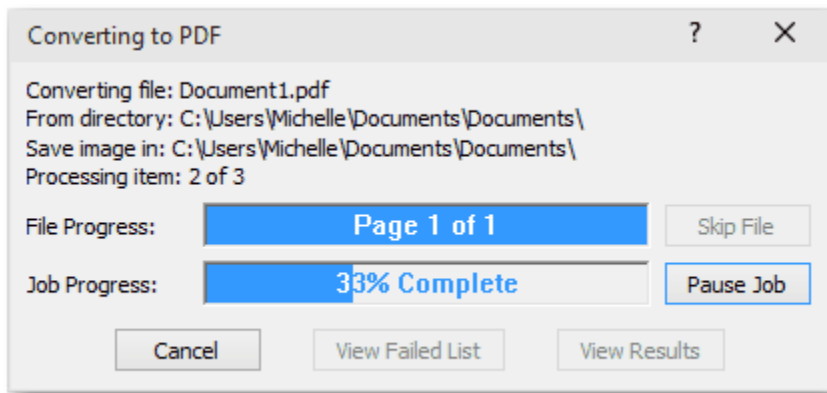 Converting to PDF ?
Converting file: Document1.pdf
From directory: C:\Users\Michelle\Documents\Documents\
Save image in: C:\Users\Michelle\Documents\Documents\
Processing item: 2 of 3
File Progress: Page 1 of 1 Skip File
Job Progress: 33% Complete Pause Job
Cancel View Failed List View Results